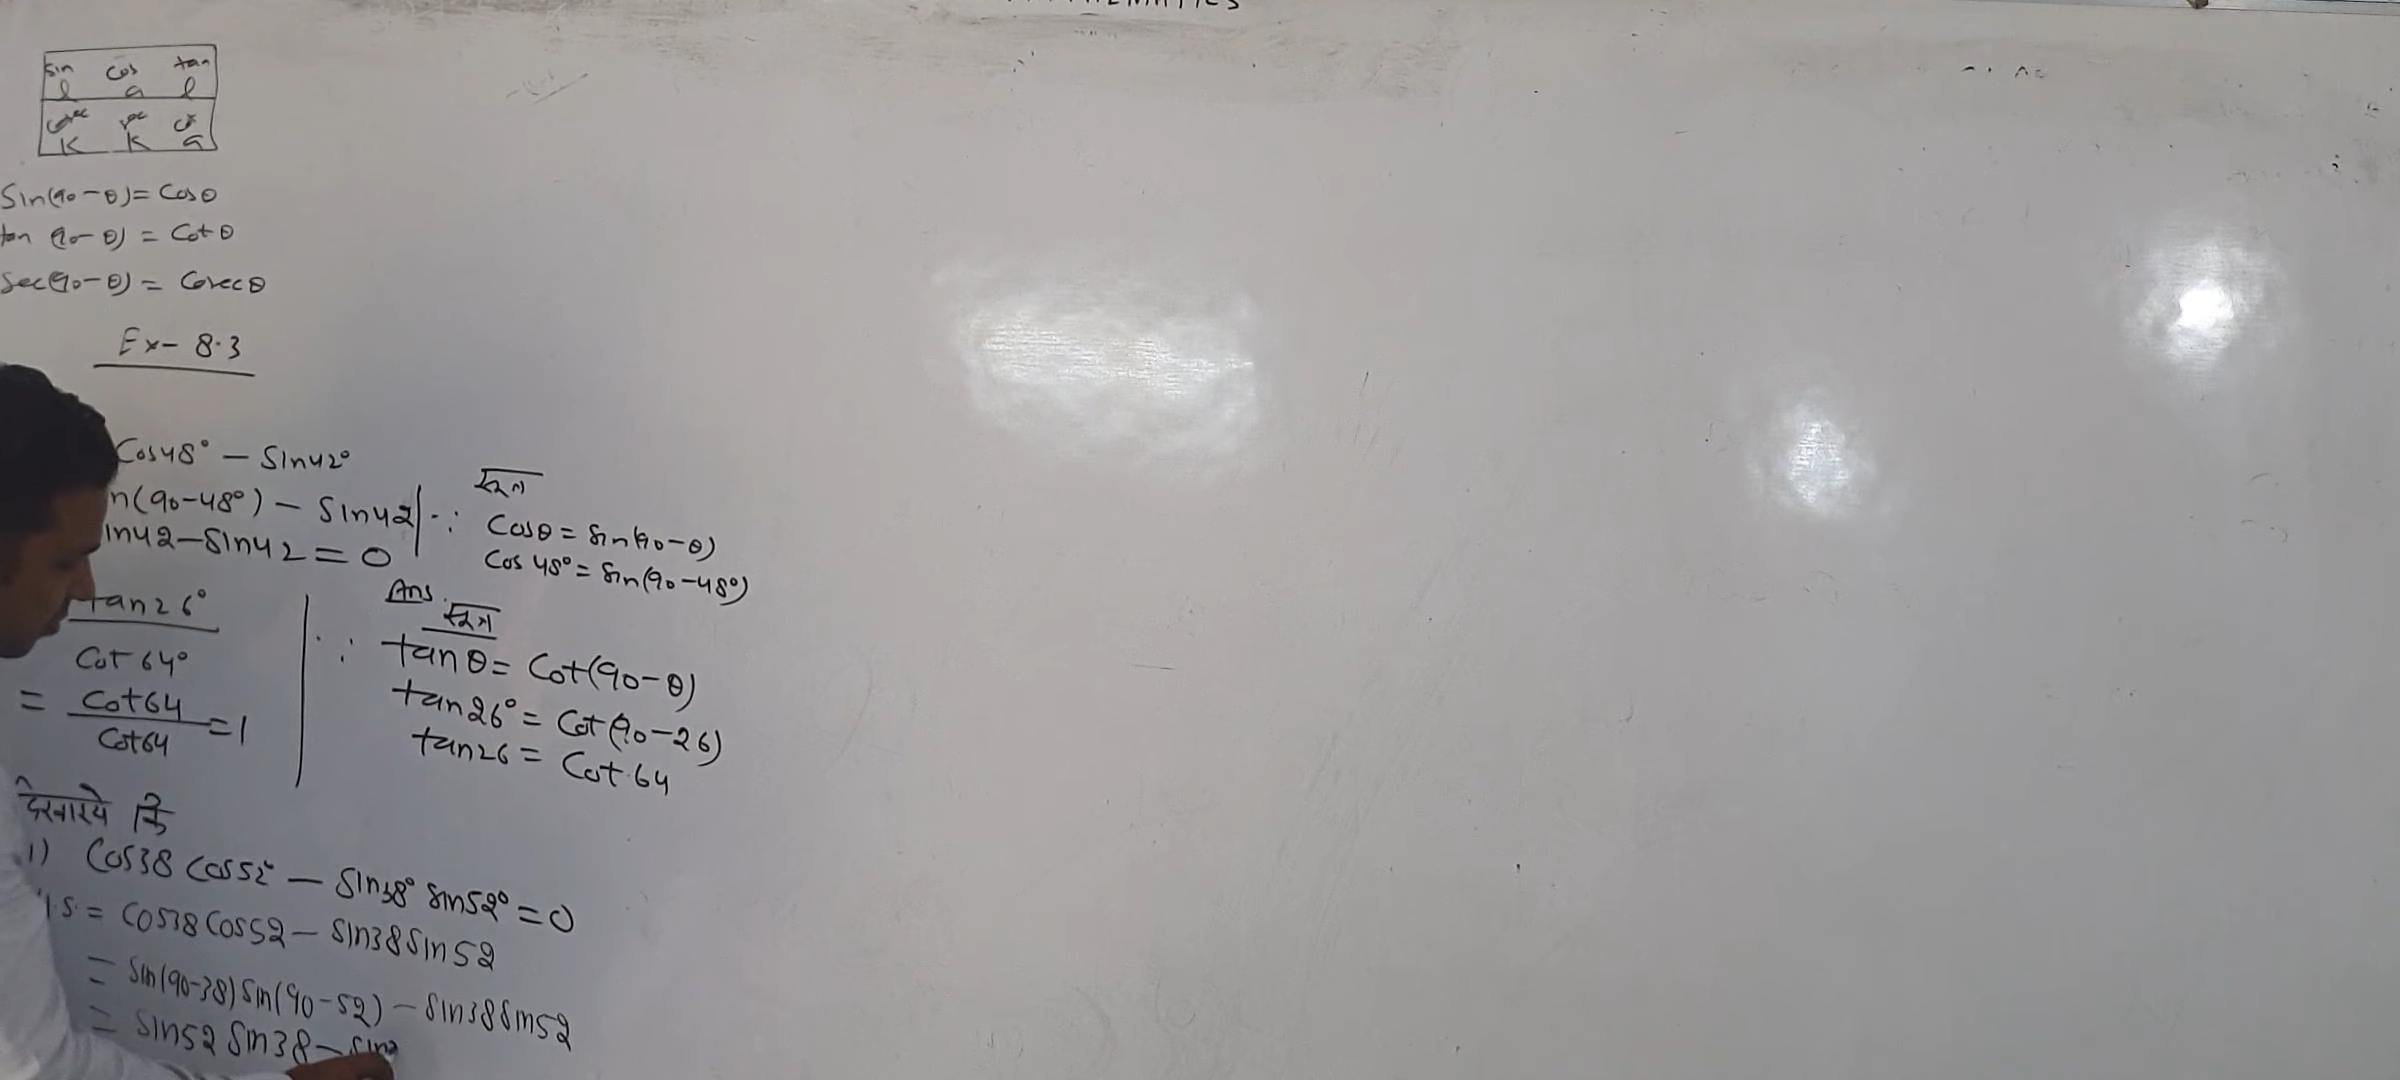 sin cos tan
l a l
cosec sec cot
K K a
Sin(90-θ)= Cosθ
tan (90-θ) = Cotθ
Sec(90-θ) = Cosecθ
Ex- 8.3
Cos48° - Sin42°
n(90-48°) - Sin42
in42-Sin42=0
Ans
सूत्र
∵ Cosθ = Sin(90-θ)
Cos 48° = Sin(90-48°)
tan26°
Cot 64°
= Cot64
Cot64
=1
सूत्र
∵ tanθ= Cot(90-θ)
tan26° = Cot(90-26)
tan26 = Cot 64
कि
1) Cos38 Cos52° - Sin38° Sin52° = 0
.S. = Cos38 Cos52 - Sin38 Sin52
= Sin(90-38) Sin(90-52) - Sin38 Sin52
= Sin52 Sin38 - Sin3